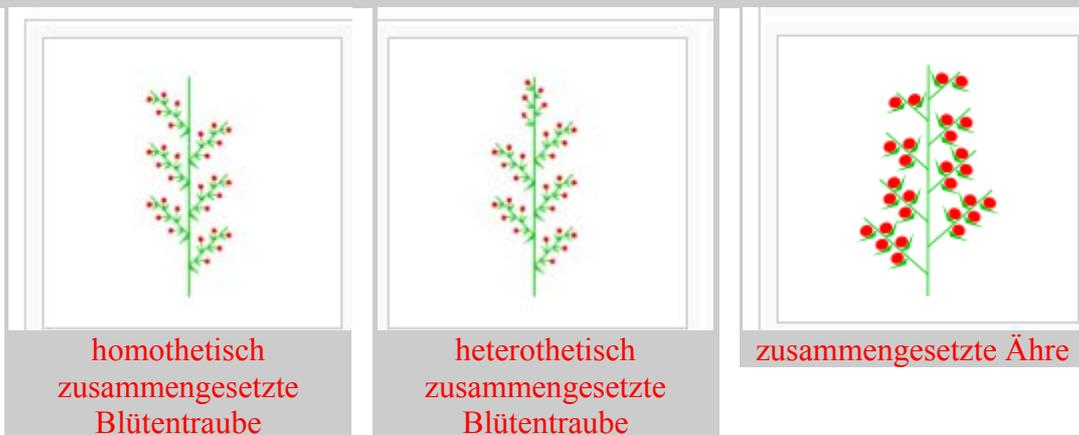 homothetisch
zusammengesetzte
Blütentraube
heterothetisch
zusammengesetzte
Blütentraube
zusammengesetzte Ähre